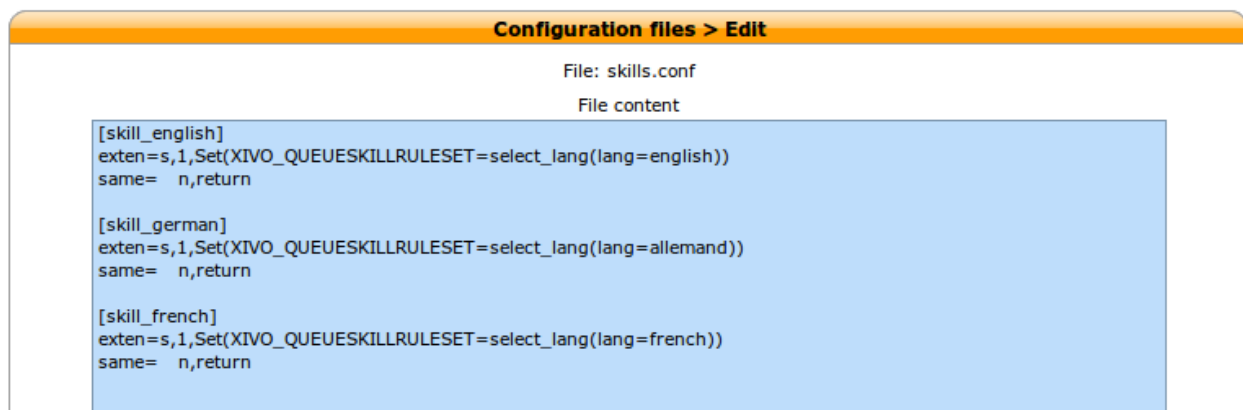 Configuration files > Edit
File: skills.conf
File content
[skill_english]
exten=s,1,Set(XIVO_QUEUESKILLRULESET=select_lang(lang=english))
same=   n,return

[skill_german]
exten=s,1,Set(XIVO_QUEUESKILLRULESET=select_lang(lang=allemand))
same=   n,return

[skill_french]
exten=s,1,Set(XIVO_QUEUESKILLRULESET=select_lang(lang=french))
same=   n,return